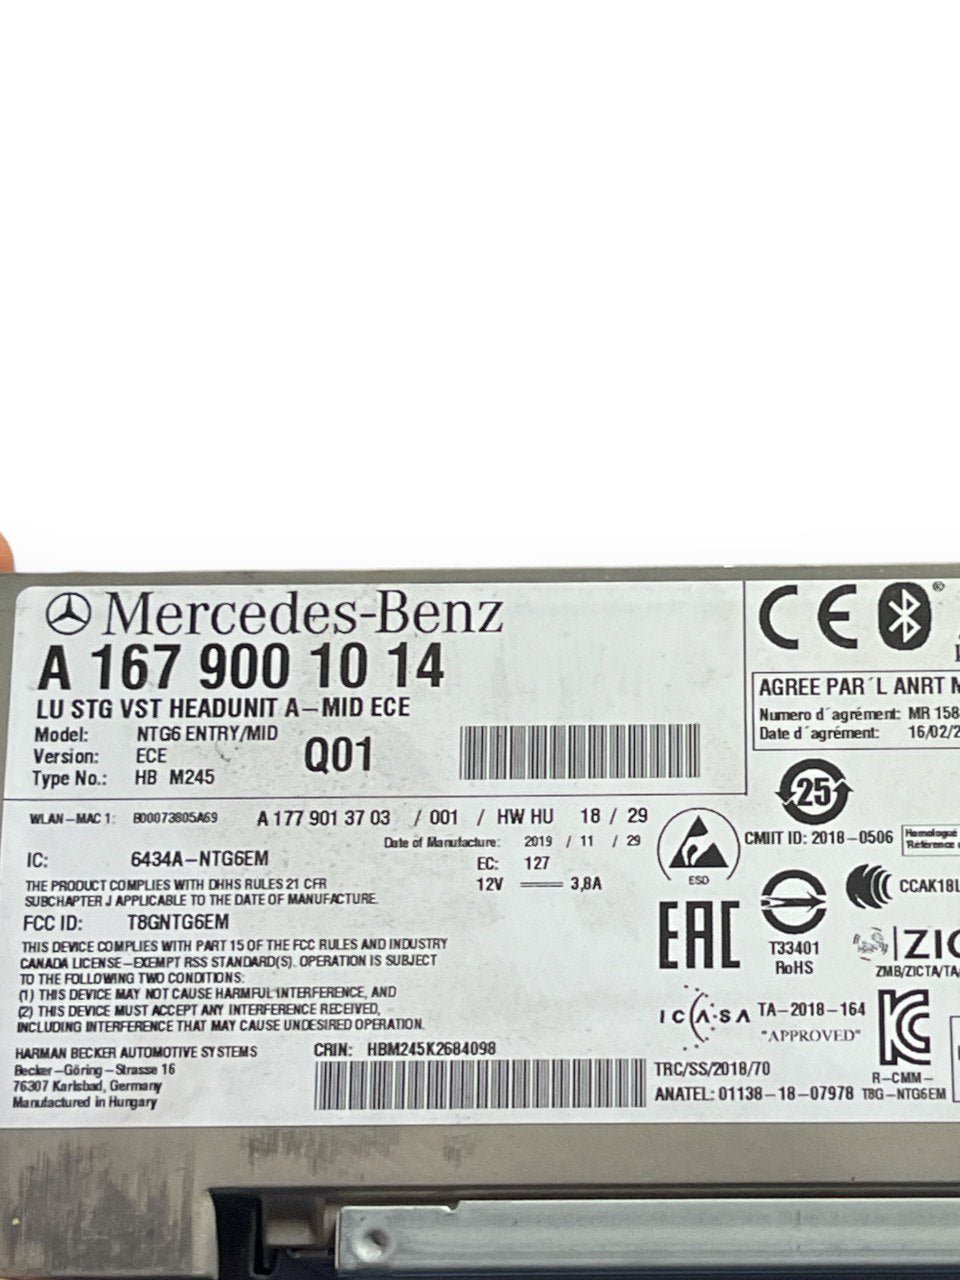 Mercedes-Benz
A 167 900 10 14
LU STG VST HEADUNIT A-MID ECE
Model: NTG6 ENTRY/MID
Version: ECE
Type No.: HB M245
Q01
WLAN-MAC 1: B00073805A69
A 177 901 37 03 / 001 / HW HU 18 / 29
Date of Manufacture: 2019 / 11 / 29
IC: 6434A-NTG6EM
EC: 127
12V 3,8A
THE PRODUCT COMPLIES WITH DHHS RULES 21 CFR
SUBCHAPTER J APPLICABLE TO THE DATE OF MANUFACTURE.
FCC ID: T8GNTG6EM
THIS DEVICE COMPLIES WITH PART 15 OF THE FCC RULES AND INDUSTRY
CANADA LICENSE-EXEMPT RSS STANDARD(S). OPERATION IS SUBJECT
TO THE FOLLOWING TWO CONDITIONS:
(1) THIS DEVICE MAY NOT CAUSE HARMFUL INTERFERENCE, AND
(2) THIS DEVICE MUST ACCEPT ANY INTERFERENCE RECEIVED,
INCLUDING INTERFERENCE THAT MAY CAUSE UNDESIRED OPERATION.
HARMAN BECKER AUTOMOTIVE SYSTEMS
Becker-Göring-Strasse 16
76307 Karlsbad, Germany
Manufactured in Hungary
CRIN: HBM245K2684098
CE
®
AGREE PAR´L ANRT M
Numero d´agrément: MR 158
Date d´agrément: 16/02/2
25
ESD
CMIIT ID: 2018-0506
Homologué
Référence
CCAK18L
EAC
T33401
RoHS
ZIC
ZMB/ZICTA/TA/
ICASA
TA-2018-164
"APPROVED"
KC
R-CMM-
T8G-NTG6EM
TRC/SS/2018/70
ANATEL: 01138-18-07978